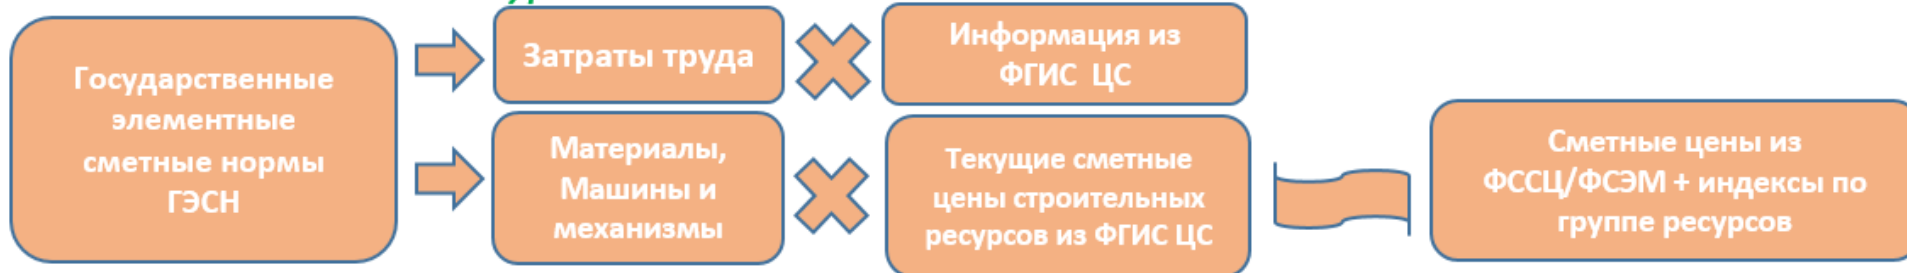 Государственные
элементные
сметные нормы
ГЭСН
Затраты труда
Информация из
ФГИС ЦС
Материалы,
Машины и
механизмы
Текущие сметные
цены строительных
ресурсов из ФГИС ЦС
Сметные цены из
ФССЦ/ФСЭМ + индексы по
группе ресурсов